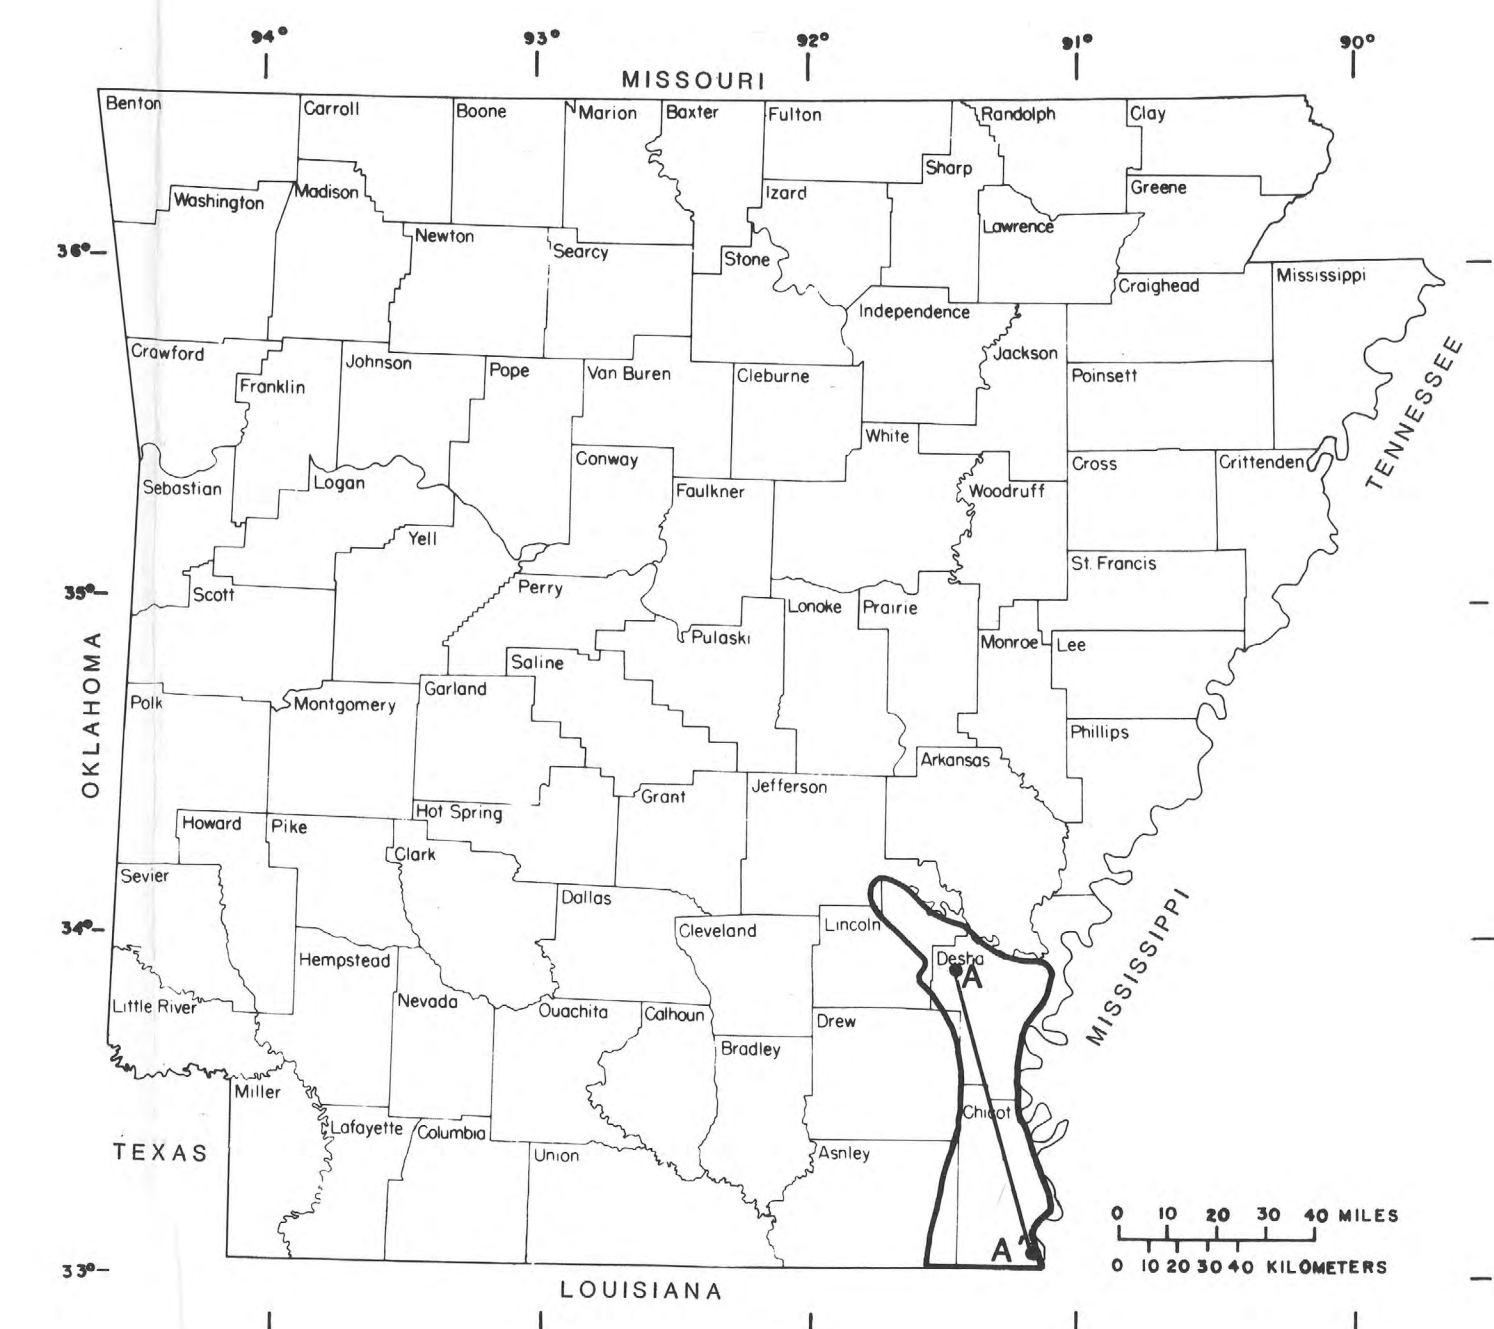 94° 93° 92° 91° 90°
MISSOURI
Benton Carroll Boone Marion Baxter Fulton Randolph Clay
Sharp
Washington Madison Izard Greene
Newton Lawrence
36° Searcy Stone
Mississippi
Craighead
Independence
Crawford Johnson Jackson
Franklin Pope Van Buren Cleburne Poinsett
TENNESSEE
White
Conway Cross Crittenden
Sebastian Logan Faulkner Woodruff
Yell
St. Francis
35° Scott Perry Lonoke Prairie
Pulaski Monroe Lee
OKLAHOMA
Saline
Polk Montgomery Garland
Phillips
Arkansas
Grant Jefferson
Howard Pike Hot Spring
Clark
Sevier
Dallas
34° Cleveland Lincoln
Hempstead Desha
A
MISSISSIPPI
Little River Nevada Ouachita Calhoun Drew
Bradley
Miller
Chicot
TEXAS Lafayette Columbia Union Asnley
0 10 20 30 40 MILES
A'
0 10 20 30 40 KILOMETERS
33°
LOUISIANA